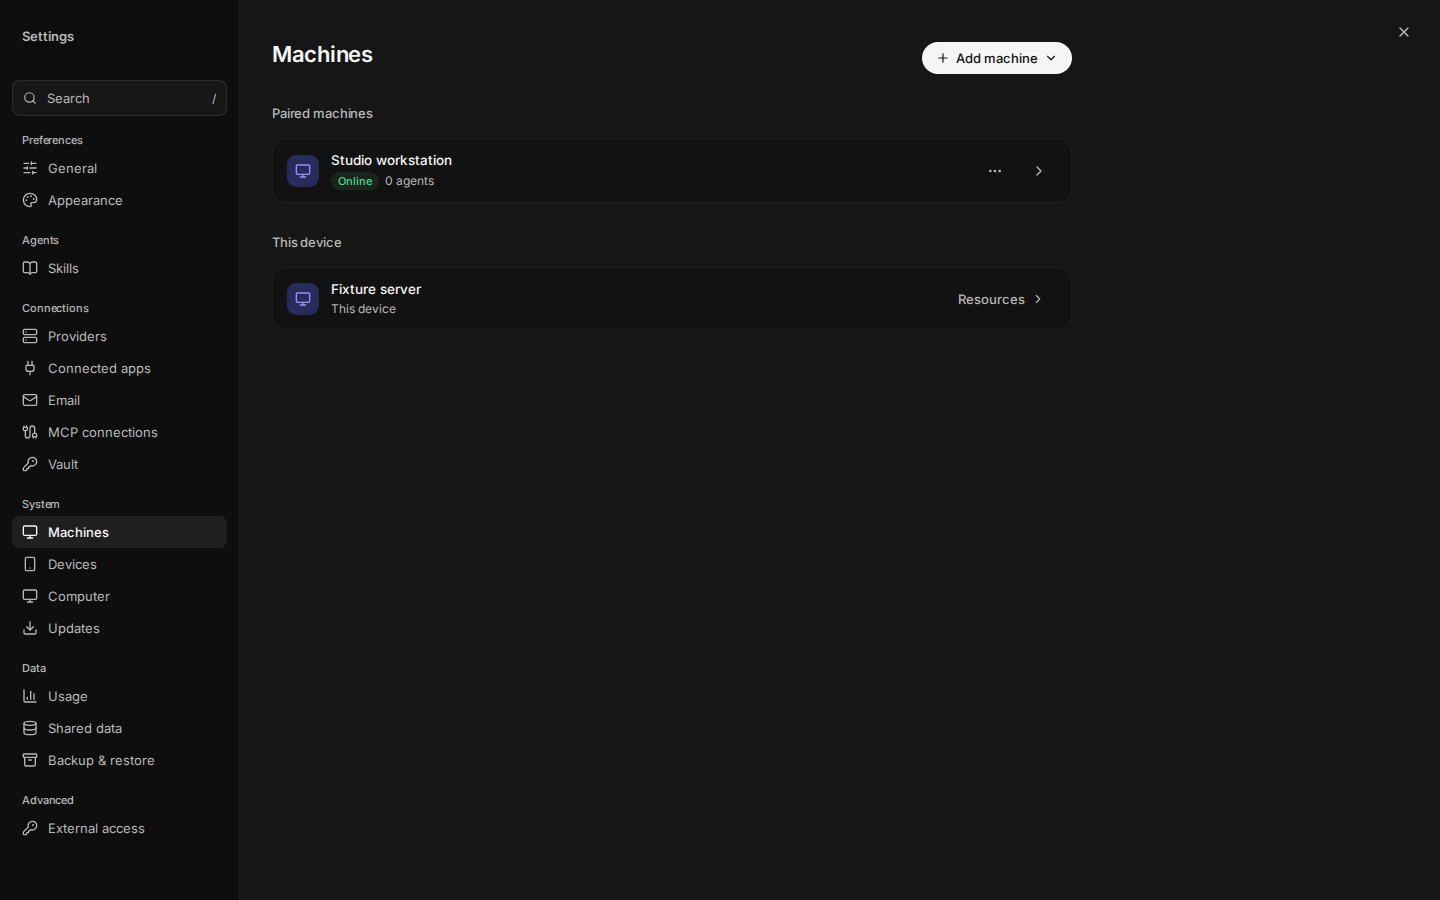 Settings
Search /
Preferences
General
Appearance
Agents
Skills
Connections
Providers
Connected apps
Email
MCP connections
Vault
System
Machines
Devices
Computer
Updates
Data
Usage
Shared data
Backup & restore
Advanced
External access
Machines
Add machine
Paired machines
Studio workstation
Online 0 agents
This device
Fixture server
This device
Resources